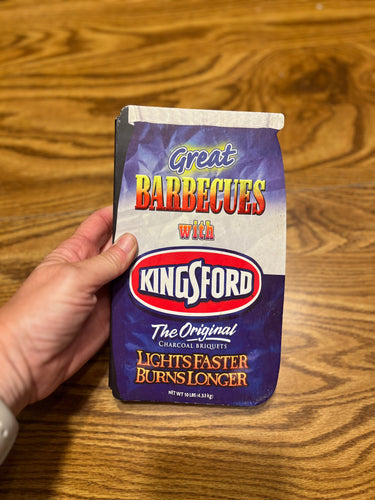 Great
BARBECUES
with
KINGSFORD
The Original
CHARCOAL BRIQUETS
LIGHTS FASTER
BURNS LONGER
NET WT 10 LBS (4.53 kg)